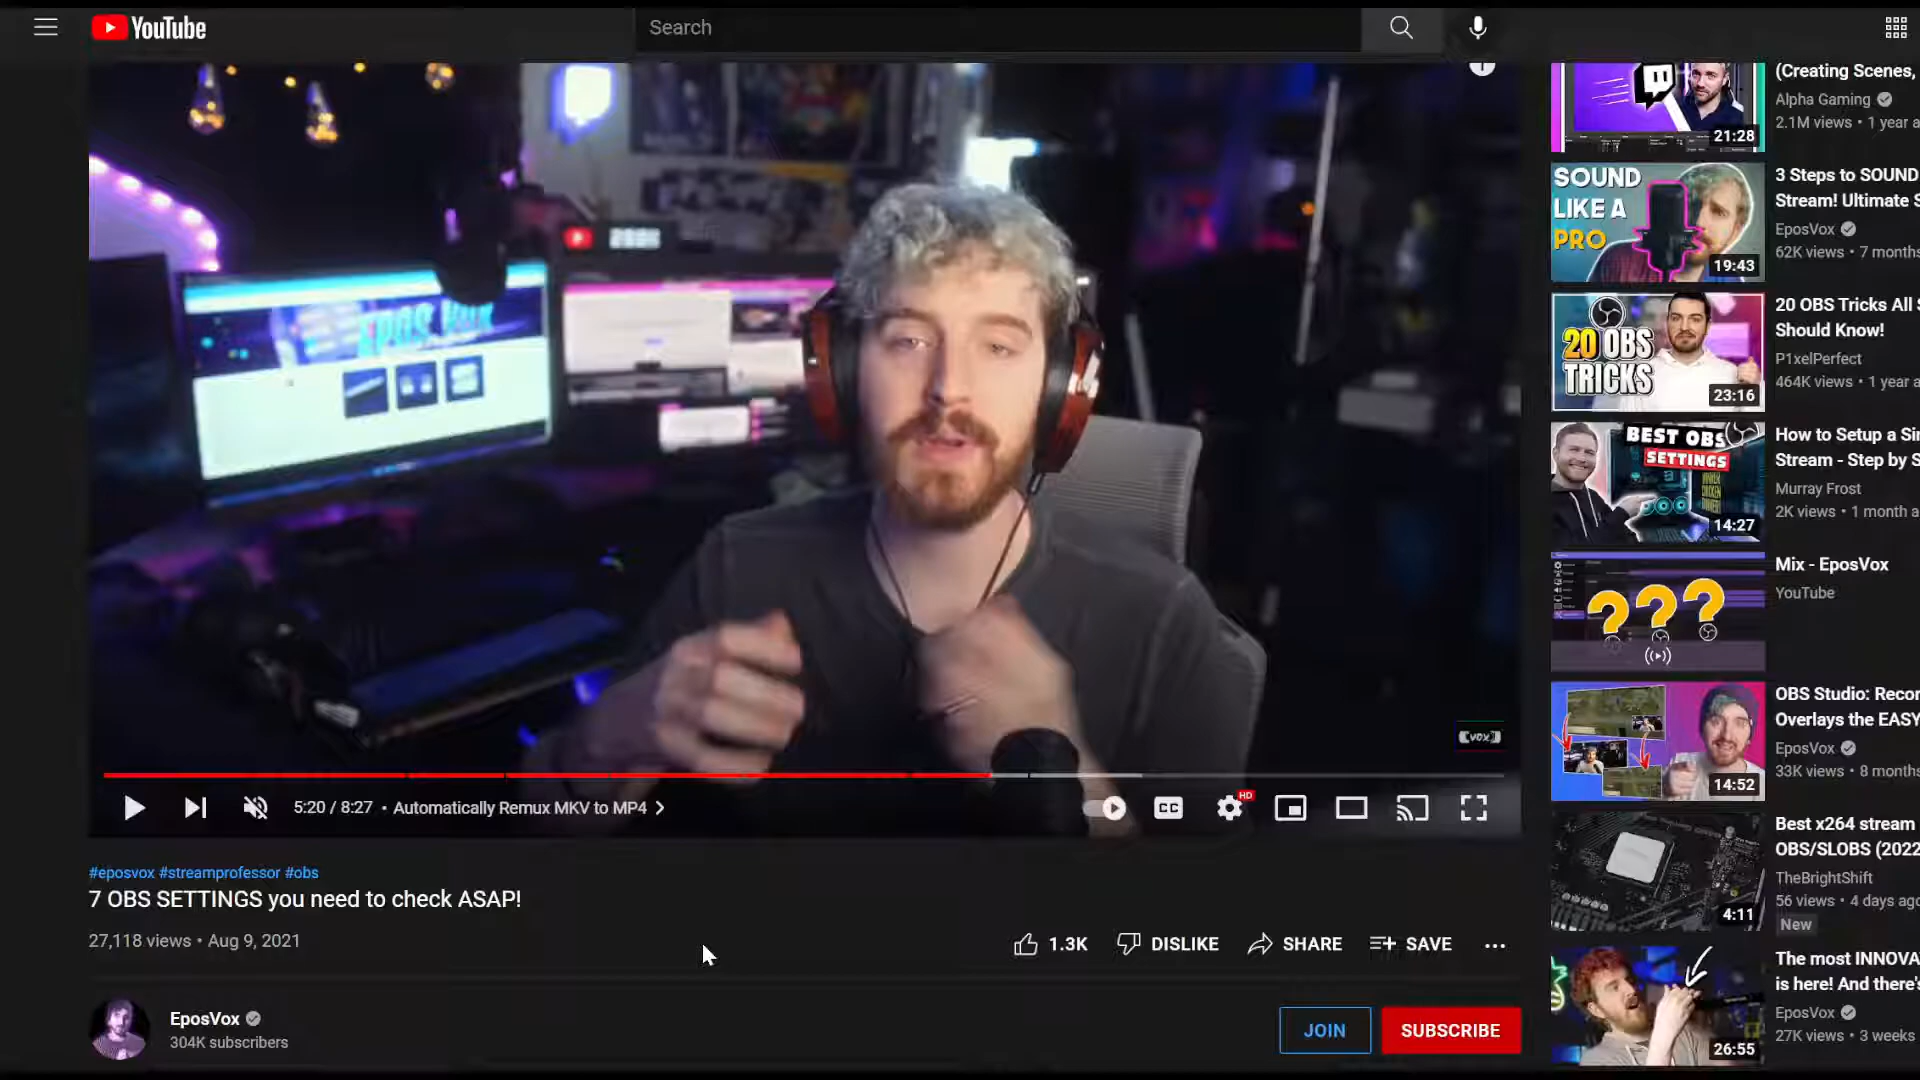 YouTube
Search
EPOS VOX
VOX
5:20 / 8:27 • Automatically Remux MKV to MP4
CC
HD
#eposvox #streamprofessor #obs
7 OBS SETTINGS you need to check ASAP!
27,118 views • Aug 9, 2021
1.3K
DISLIKE
SHARE
SAVE
EposVox
304K subscribers
JOIN
SUBSCRIBE
21:28
(Creating Scenes,
Alpha Gaming
2.1M views • 1 year a
SOUND
LIKE A
PRO
19:43
3 Steps to SOUND
Stream! Ultimate S
EposVox
62K views • 7 months
20 OBS
TRICKS
23:16
20 OBS Tricks All S
Should Know!
P1xelPerfect
464K views • 1 year a
BEST OBS
SETTINGS
14:27
How to Setup a Sin
Stream - Step by S
Murray Frost
2K views • 1 month a
???
Mix - EposVox
YouTube
14:52
OBS Studio: Recor
Overlays the EASY
EposVox
33K views • 8 months
4:11
Best x264 stream
OBS/SLOBS (2022
TheBrightShift
56 views • 4 days ago
New
26:55
The most INNOVA
is here! And there's
EposVox
27K views • 3 weeks